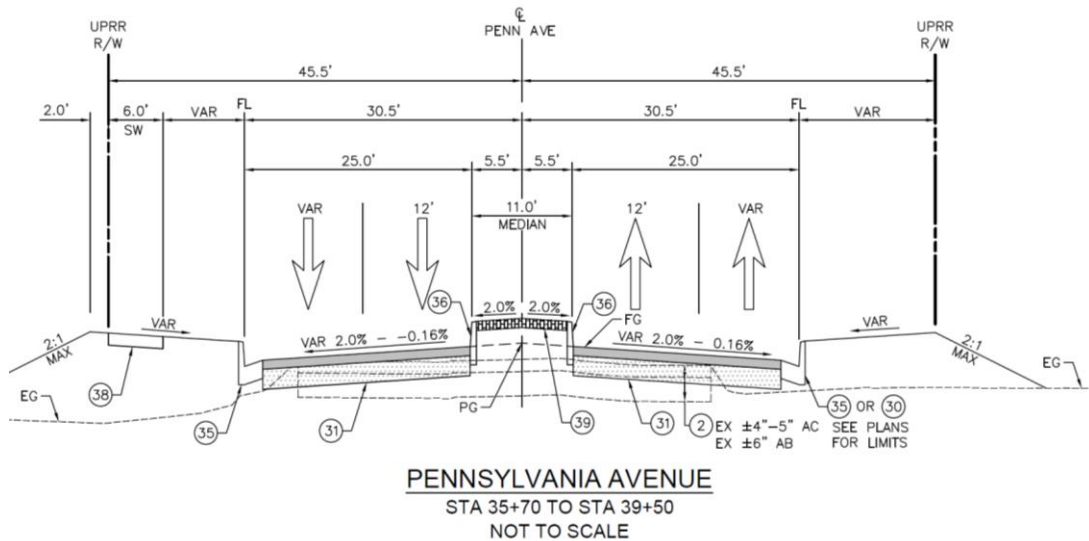 UPRR
R/W
℄
PENN AVE
UPRR
R/W
45.5'
45.5'
2.0'
6.0'
SW
VAR
FL
30.5'
30.5'
FL
VAR
25.0'
5.5'
5.5'
25.0'
VAR
12'
11.0'
MEDIAN
12'
VAR
36
2.0%
2.0%
36
FG
VAR
VAR 2.0% - -0.16%
VAR 2.0% - 0.16%
VAR
2:1
MAX
2:1
MAX
EG
EG
38
35
31
PG
39
31
2
EX ±4"-5" AC
EX ±6" AB
35 OR 30
SEE PLANS
FOR LIMITS
PENNSYLVANIA AVENUE
STA 35+70 TO STA 39+50
NOT TO SCALE